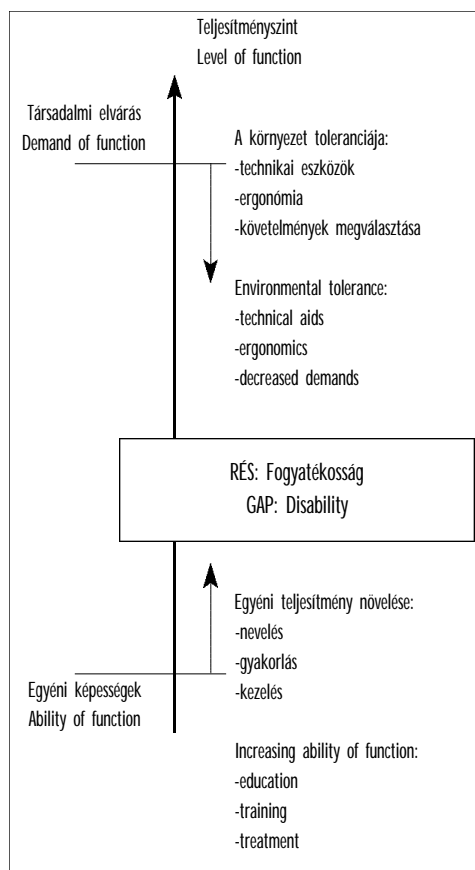 Teljesítményszint
Level of function
Társadalmi elvárás
Demand of function
A környezet toleranciája:
-technikai eszközök
-ergonómia
-követelmények megválasztása
Environmental tolerance:
-technical aids
-ergonomics
-decreased demands
RÉS: Fogyatékosság
GAP: Disability
Egyéni teljesítmény növelése:
-nevelés
-gyakorlás
-kezelés
Egyéni képességek
Ability of function
Increasing ability of function:
-education
-training
-treatment